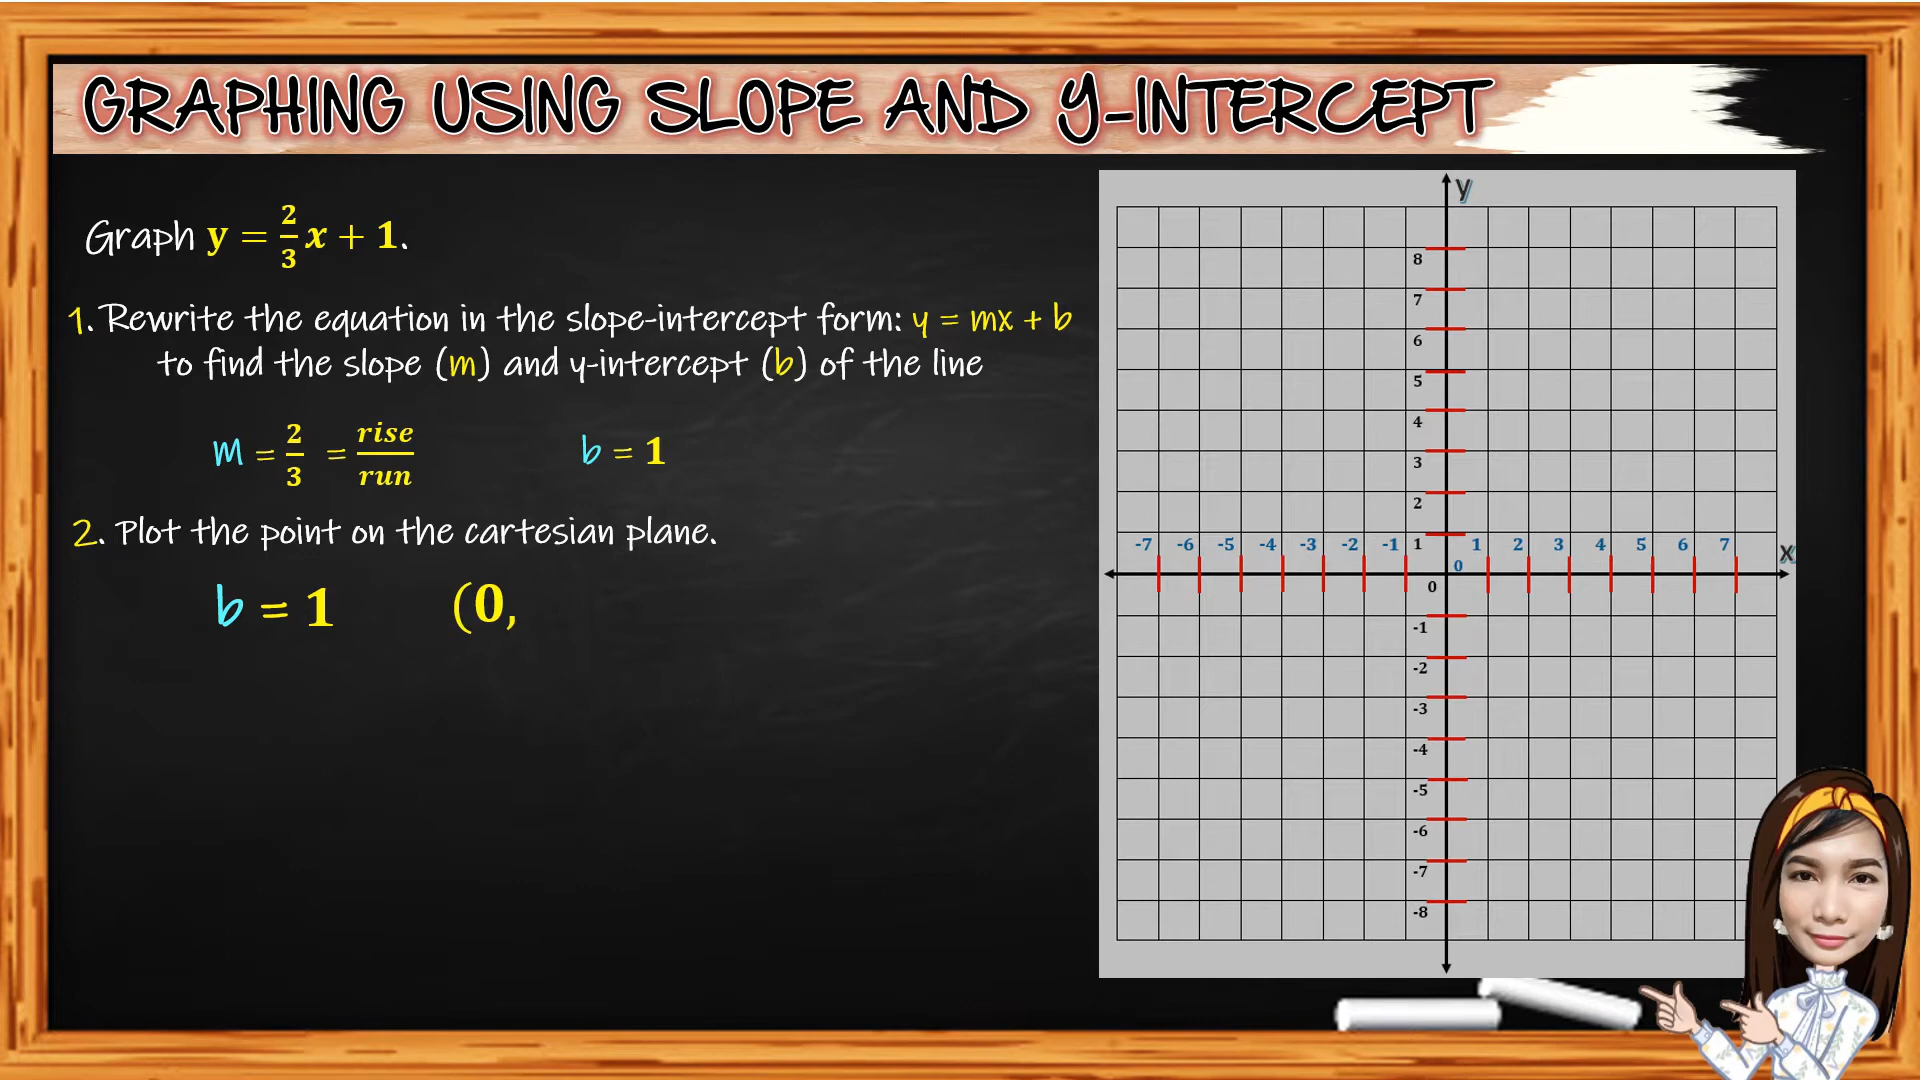 GRAPHING USING SLOPE AND Y-INTERCEPT
Graph y = 2/3 x + 1.
1. Rewrite the equation in the slope-intercept form: y = mx + b
to find the slope (m) and y-intercept (b) of the line
m = 2/3 = rise/run b = 1
2. Plot the point on the cartesian plane.
b = 1 (0,
y
8
7
6
5
4
3
2
1
-7 -6 -5 -4 -3 -2 -1 0 1 2 3 4 5 6 7 x
0
-1
-2
-3
-4
-5
-6
-7
-8